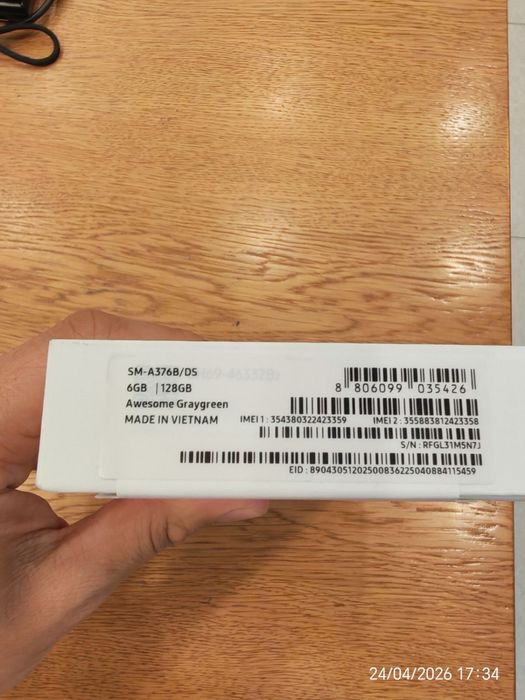 SM-A376B/DS
6GB | 128GB
Awesome Graygreen
MADE IN VIETNAM
8 806099 035426
IMEI 1 : 354380322423359
IMEI 2 : 355883812423358
S/N : RFGL31M5N7J
EID : 89043051202500836225040884115459
24/04/2026 17:34